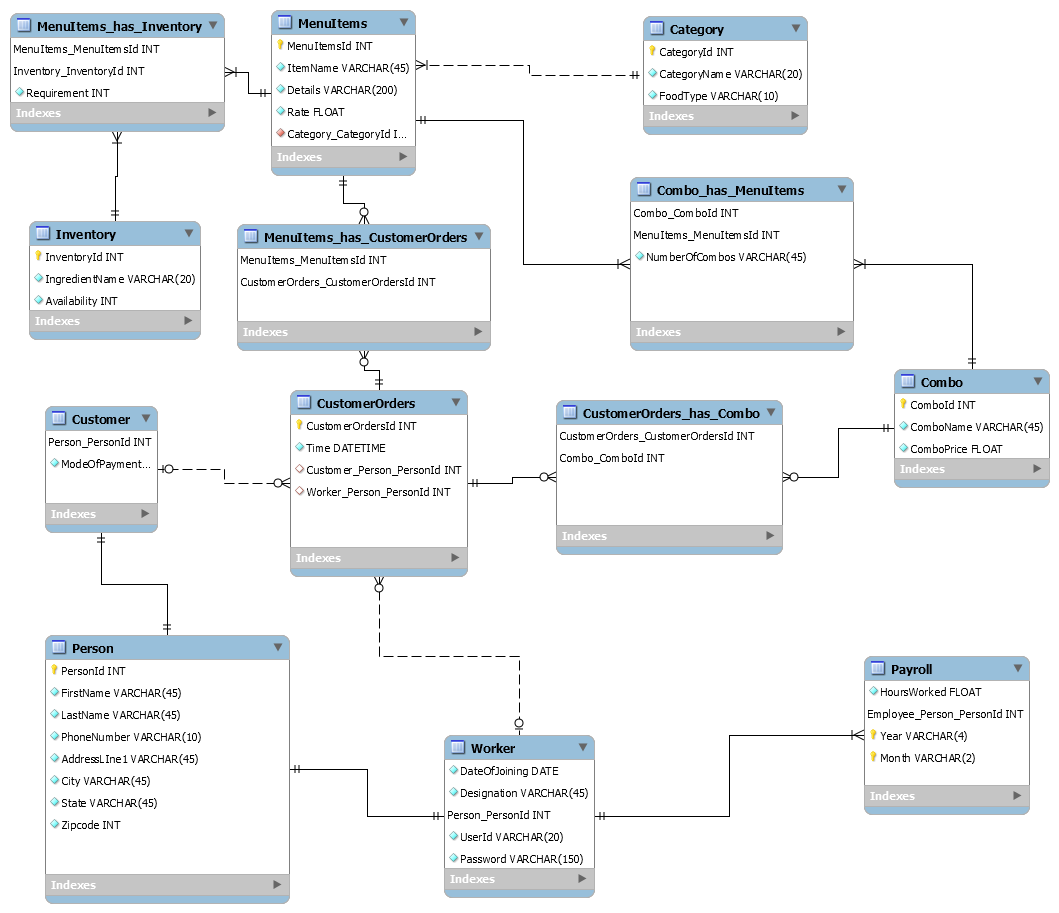 MenuItems_has_Inventory
MenuItems_MenuItemsId INT
Inventory_InventoryId INT
Requirement INT
Indexes
MenuItems
MenuItemsId INT
ItemName VARCHAR(45)
Details VARCHAR(200)
Rate FLOAT
Category_CategoryId I...
Indexes
Category
CategoryId INT
CategoryName VARCHAR(20)
FoodType VARCHAR(10)
Indexes
Combo_has_MenuItems
Combo_ComboId INT
MenuItems_MenuItemsId INT
NumberOfCombos VARCHAR(45)
Indexes
Inventory
InventoryId INT
IngredientName VARCHAR(20)
Availability INT
Indexes
MenuItems_has_CustomerOrders
MenuItems_MenuItemsId INT
CustomerOrders_CustomerOrdersId INT
Indexes
Combo
ComboId INT
ComboName VARCHAR(45)
ComboPrice FLOAT
Indexes
Customer
Person_PersonId INT
ModeOfPayment...
Indexes
CustomerOrders
CustomerOrdersId INT
Time DATETIME
Customer_Person_PersonId INT
Worker_Person_PersonId INT
Indexes
CustomerOrders_has_Combo
CustomerOrders_CustomerOrdersId INT
Combo_ComboId INT
Indexes
Person
PersonId INT
FirstName VARCHAR(45)
LastName VARCHAR(45)
PhoneNumber VARCHAR(10)
AddressLIne1 VARCHAR(45)
City VARCHAR(45)
State VARCHAR(45)
Zipcode INT
Indexes
Worker
DateOfJoining DATE
Designation VARCHAR(45)
Person_PersonId INT
UserId VARCHAR(20)
Password VARCHAR(150)
Indexes
Payroll
HoursWorked FLOAT
Employee_Person_PersonId INT
Year VARCHAR(4)
Month VARCHAR(2)
Indexes